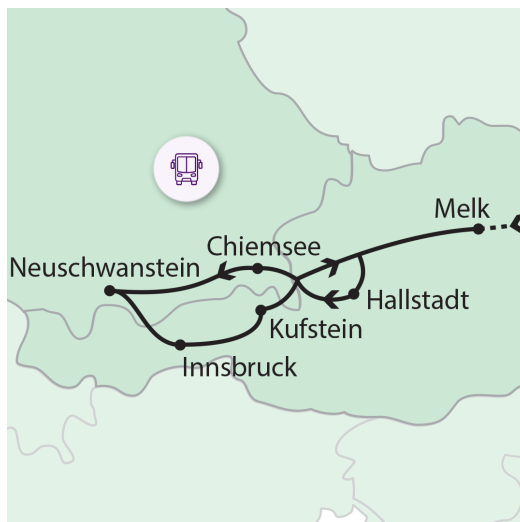 Melk
Chiemsee
Neuschwanstein
Hallstadt
Kufstein
Innsbruck